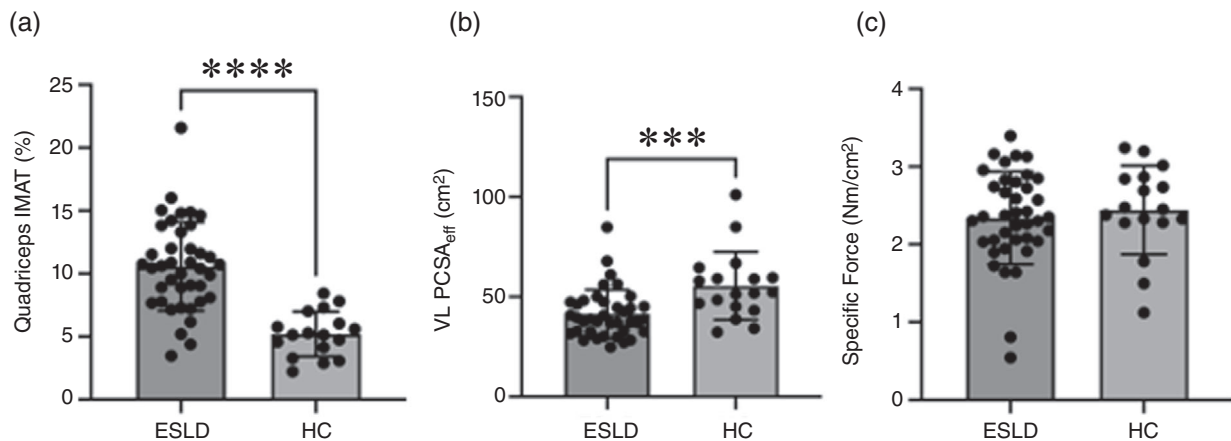 (a)
Quadriceps IMAT (%)
25
20
15
10
5
0
****
ESLD
HC
(b)
VL PCSAeff (cm²)
150
100
50
0
***
ESLD
HC
(c)
Specific Force (Nm/cm²)
4
3
2
1
0
ESLD
HC